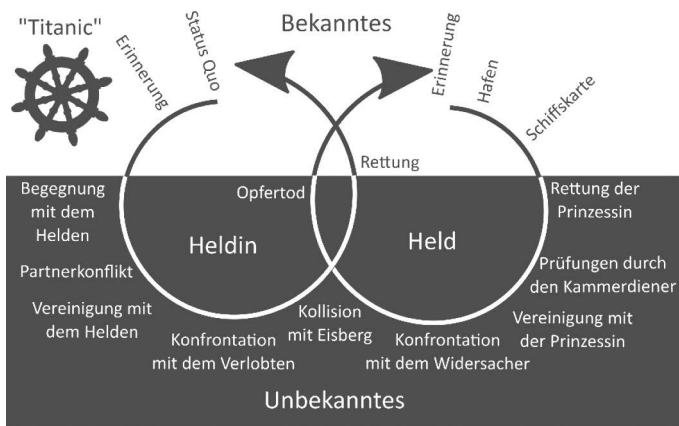 "Titanic"
Bekanntes
Erinnerung
Status Quo
Erinnerung
Hafen
Schiffskarte
Rettung
Opfertod
Begegnung
mit dem
Helden
Partnerkonflikt
Vereinigung mit
dem Helden
Konfrontation
mit dem Verlobten
Heldin
Kollision
mit Eisberg
Held
Rettung der
Prinzessin
Prüfungen durch
den Kammerdiener
Vereinigung mit
der Prinzessin
Konfrontation
mit dem Widersacher
Unbekanntes